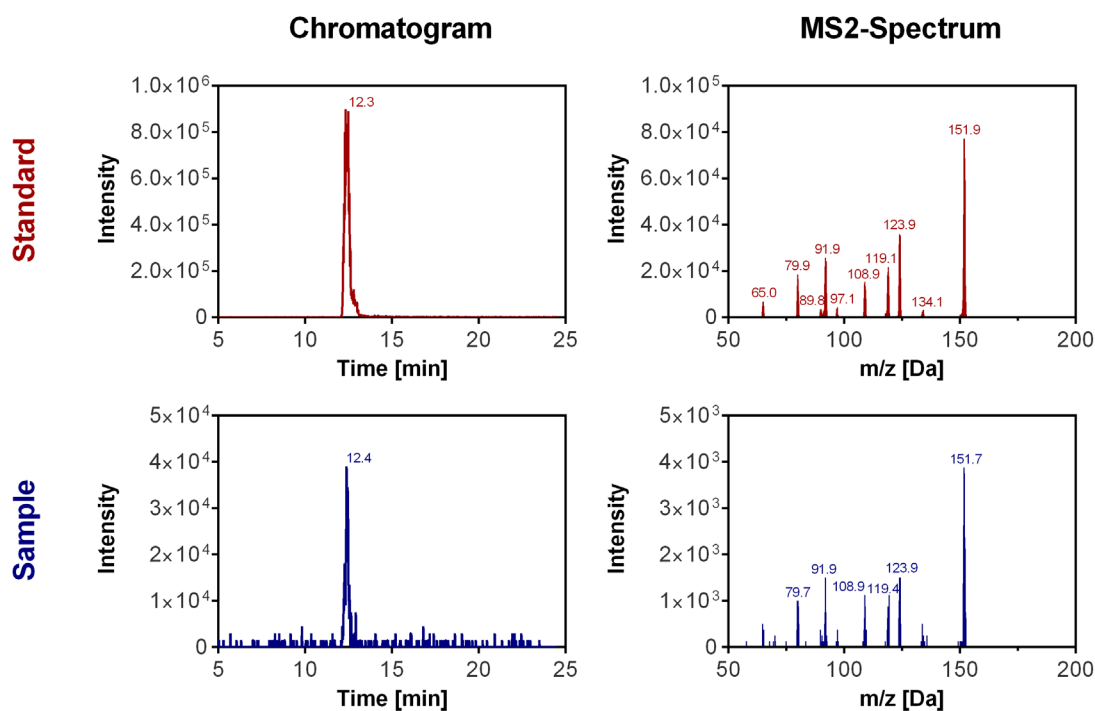 Chromatogram
MS2-Spectrum
Standard
Intensity
1.0×10⁶
8.0×10⁵
6.0×10⁵
4.0×10⁵
2.0×10⁵
0
12.3
5 10 15 20 25
Time [min]
Intensity
1.0×10⁵
8.0×10⁴
6.0×10⁴
4.0×10⁴
2.0×10⁴
0
151.9
123.9
91.9
119.1
79.9
108.9
65.0
89.8
97.1
134.1
50 100 150 200
m/z [Da]
Sample
Intensity
5×10⁴
4×10⁴
3×10⁴
2×10⁴
1×10⁴
0
12.4
5 10 15 20 25
Time [min]
Intensity
5×10³
4×10³
3×10³
2×10³
1×10³
0
151.7
91.9
123.9
79.7
108.9
119.4
50 100 150 200
m/z [Da]